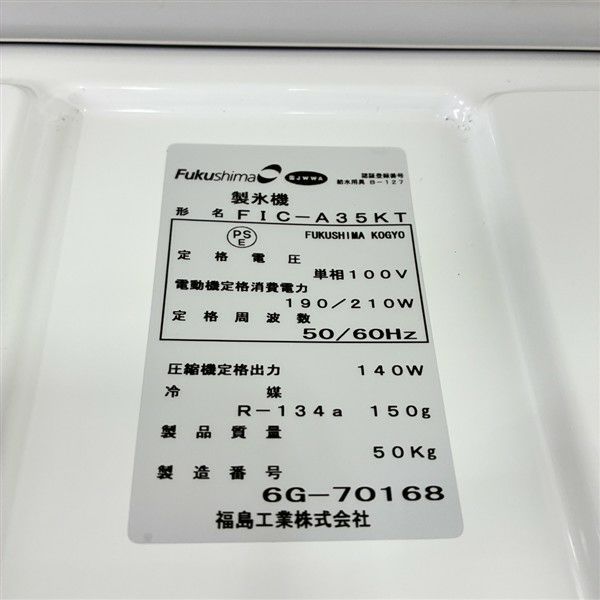 Fukushima JWWA 認証登録番号
給水用具 B-127
製氷機
形名 FIC-A35KT
PSE FUKUSHIMA KOGYO
定格電圧
単相100V
電動機定格消費電力
190/210W
定格周波数
50/60Hz
圧縮機定格出力 140W
冷媒
R-134a 150g
製品質量
50Kg
製造番号
6G-70168
福島工業株式会社